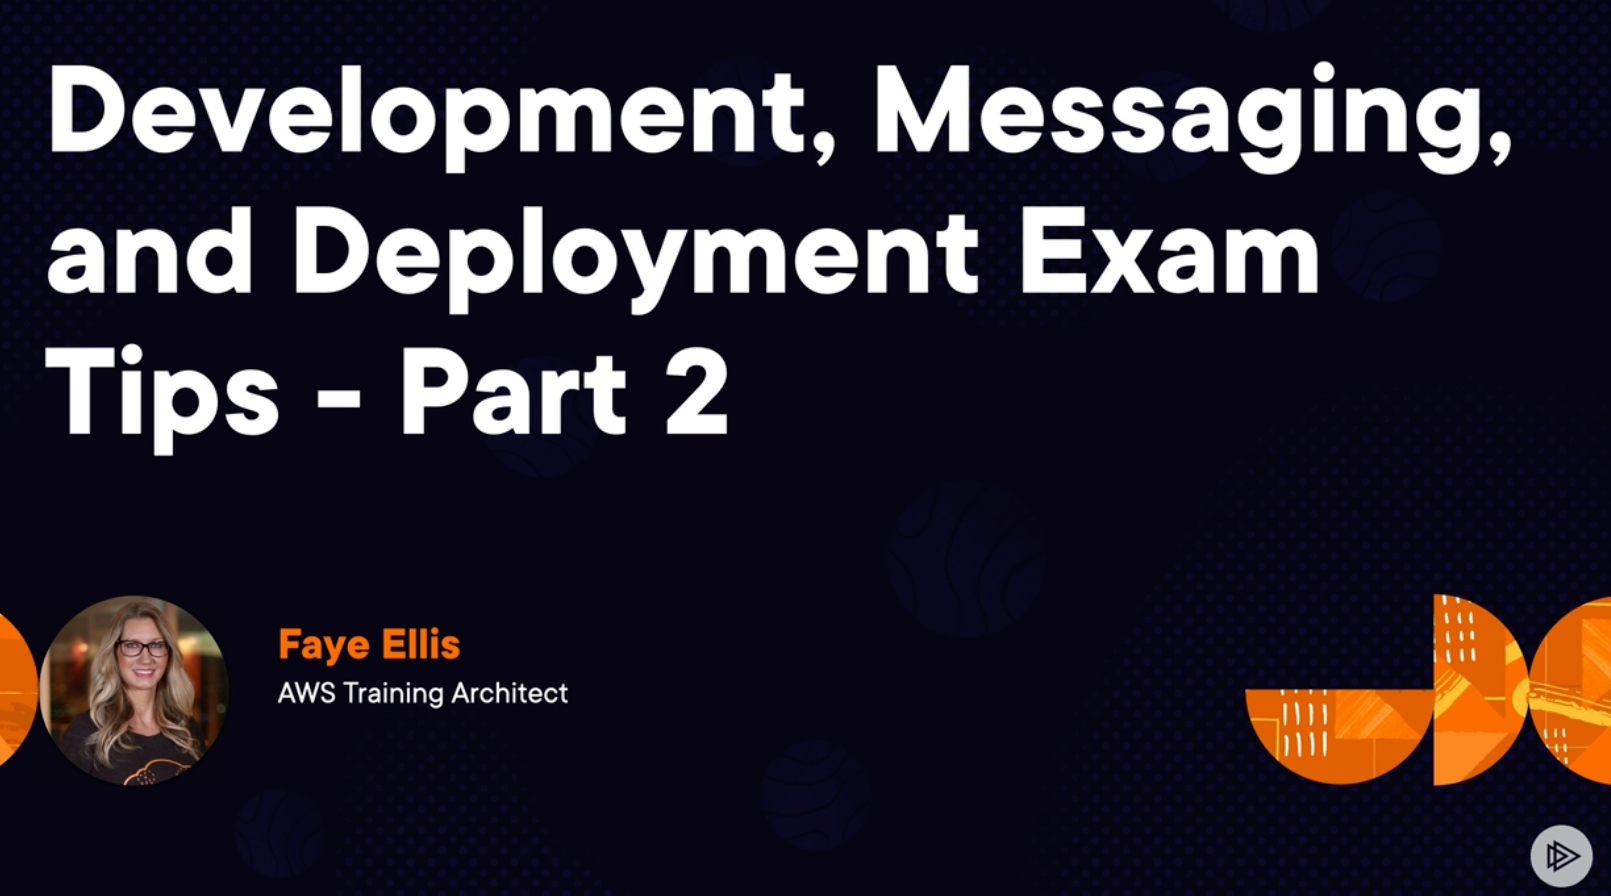 Development, Messaging,
and Deployment Exam
Tips - Part 2
Faye Ellis
AWS Training Architect